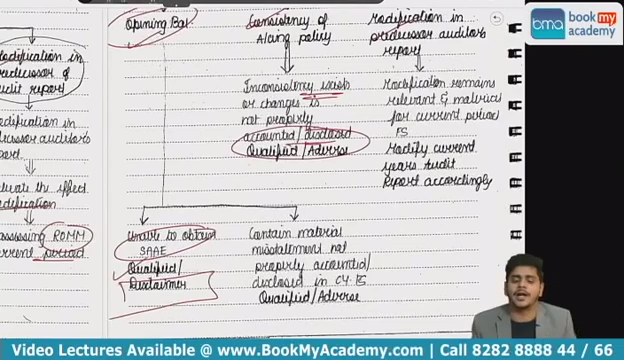 Modification in
predecessor of
audit report
modification in
predecessor auditor's
report
evaluate the effect
modification
assessing ROMM
current period
Opening Bal
Unable to obtain
SAAE
Qualified/
Disclaimer
Contain material
misstatement not
properly accounted/
disclosed in CY FS
Qualified/Adverse
Consistency of
A/cing policy
Inconsistency exists
or changes is
not properly
accounted/disclosed
Qualified/Adverse
Modification in
predecessor auditor's
report
Modification remains
relevant & material
for current period
FS
Modify current
years Audit
Report accordingly
bma
book my
academy
Video Lectures Available @ www.BookMyAcademy.com | Call 8282 8888 44 / 66